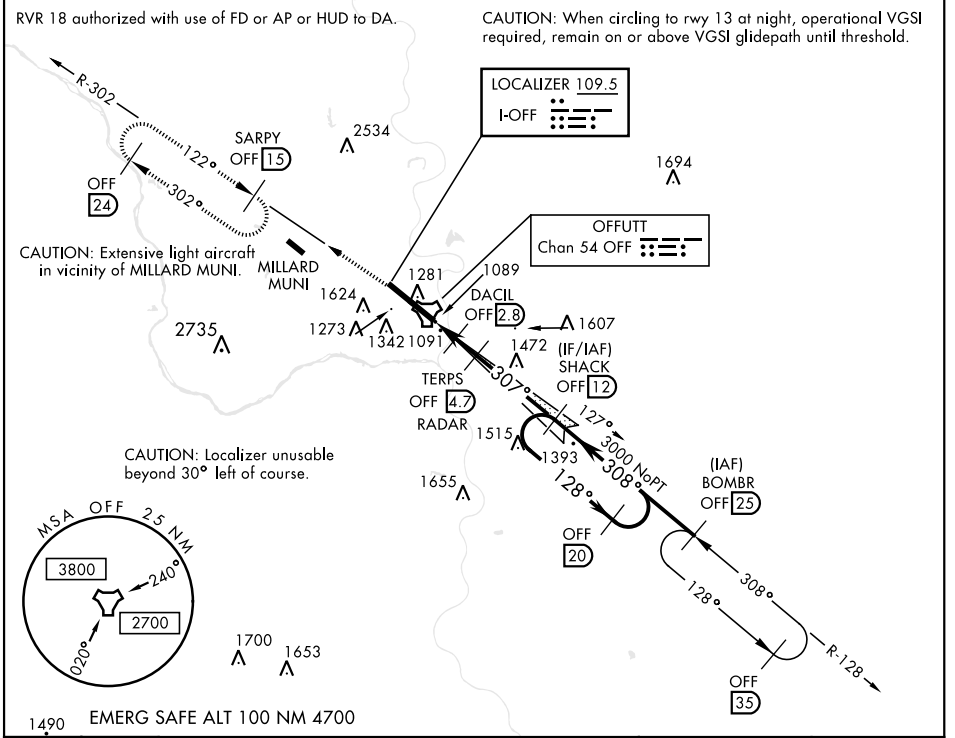 RVR 18 authorized with use of FD or AP or HUD to DA.
CAUTION: When circling to rwy 13 at night, operational VGSI
required, remain on or above VGSI glidepath until threshold.
R-302
LOCALIZER 109.5
I-OFF
SARPY
OFF 15
2534
122°
302°
OFF
24
1694
OFFUTT
Chan 54 OFF
CAUTION: Extensive light aircraft
in vicinity of MILLARD MUNI.
MILLARD
MUNI
1281
1089
1624
DACIL
OFF 2.8
1273
1342
1091
1607
2735
1472
(IF/IAF)
SHACK
OFF 12
TERPS
OFF 4.7
RADAR
307°
127°
1515
1393
3000 NoPT
308°
CAUTION: Localizer unusable
beyond 30° left of course.
1655
128°
(IAF)
BOMBR
OFF 25
OFF
20
MSA OFF 25 NM
3800
240°
2700
020°
308°
128°
1700
1653
R-128
OFF
35
1490
EMERG SAFE ALT 100 NM 4700